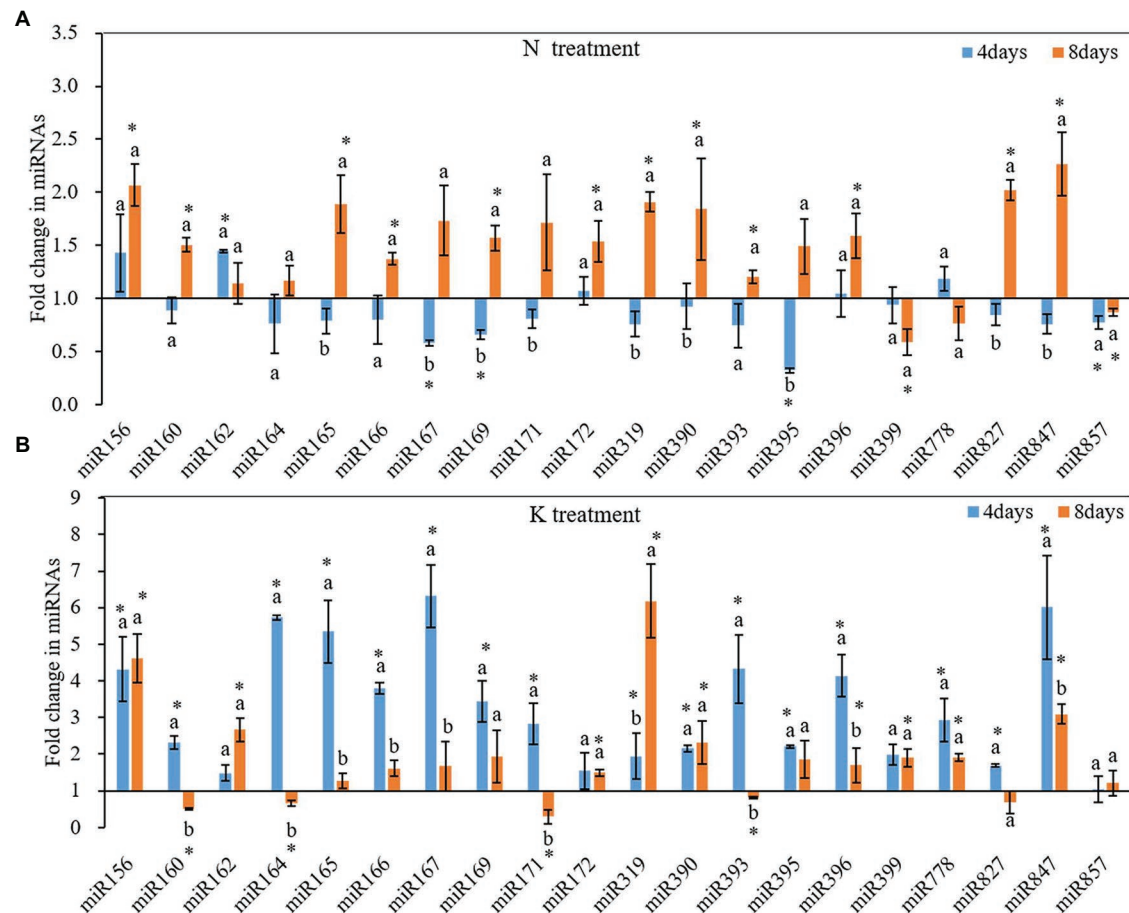 A
N treatment
4days 8days
Fold change in miRNAs
3.5
3.0
2.5
2.0
1.5
1.0
0.5
0.0
* * * * * * * * * * * * *
a a a a a a a a a a a a a a a a a a a a
a a b a b b b b b a b a a b b a a
* * * * * *
miR156 miR160 miR162 miR164 miR165 miR166 miR167 miR169 miR171 miR172 miR319 miR390 miR393 miR395 miR396 miR399 miR778 miR827 miR847 miR857
B
K treatment
4days 8days
Fold change in miRNAs
9
8
7
6
5
4
3
2
1
0
* * * * * * * * * * * * * * * * * * * * * * * *
a a a a a a a b a b a b a a a a a b a a a a a a a a b a a a a a a b a a
b b b b a
* * * *
miR156 miR160 miR162 miR164 miR165 miR166 miR167 miR169 miR171 miR172 miR319 miR390 miR393 miR395 miR396 miR399 miR778 miR827 miR847 miR857